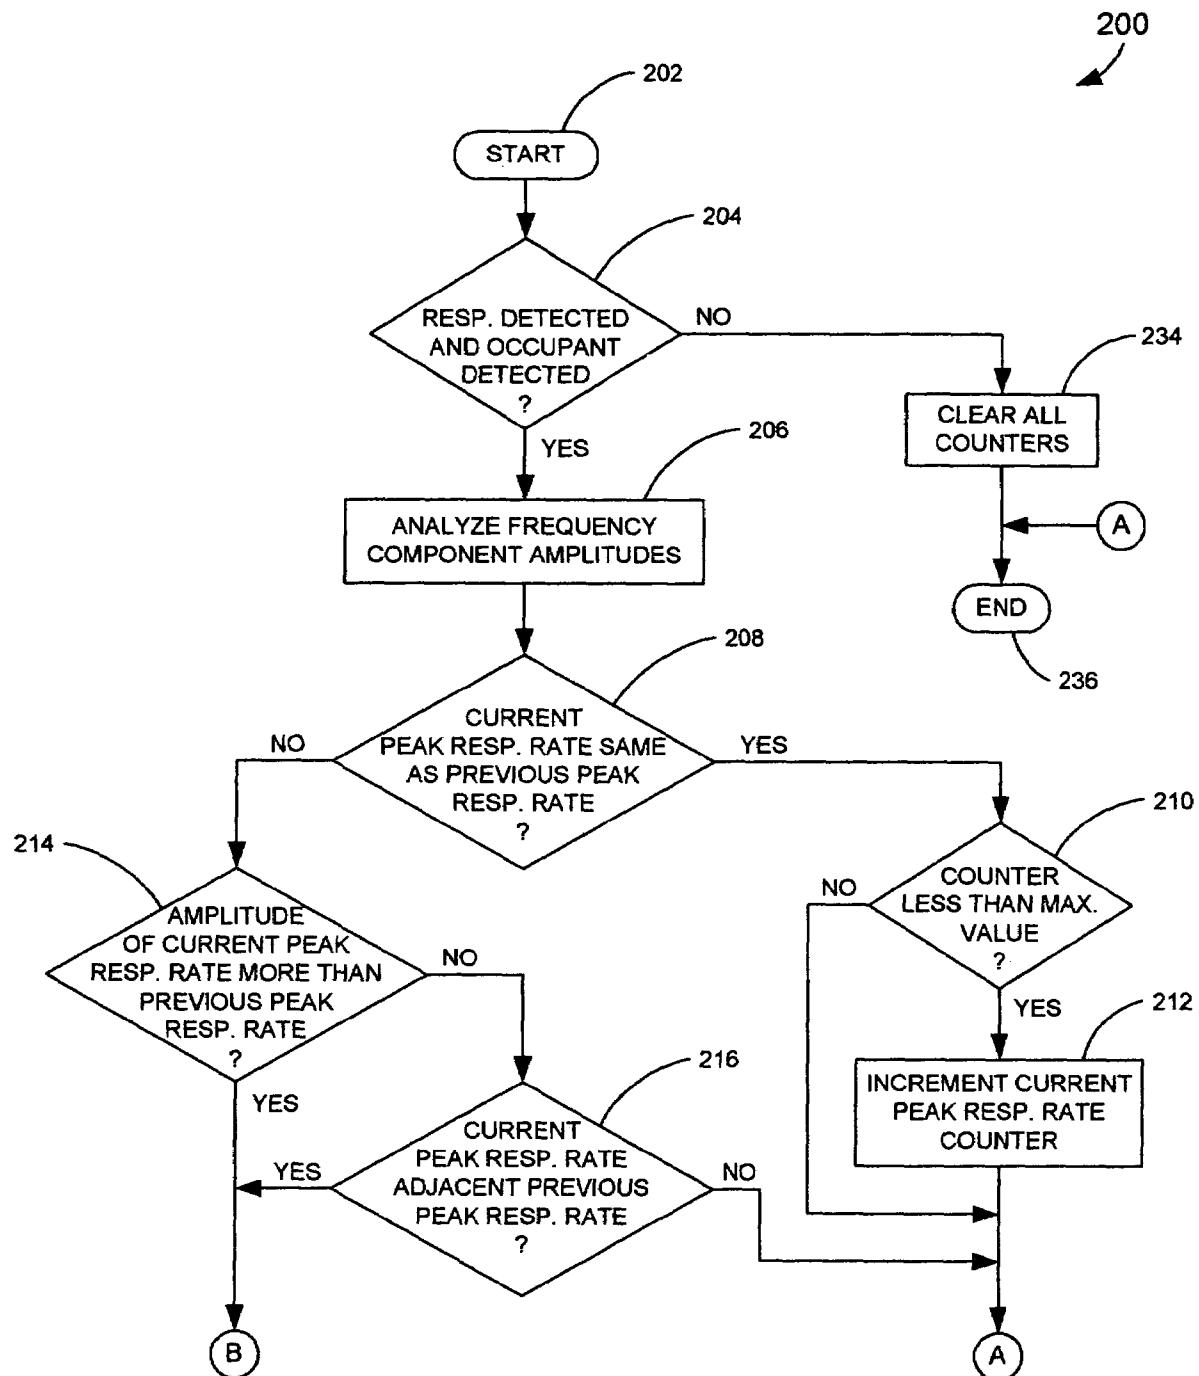 200
202
START
204
RESP. DETECTED
AND OCCUPANT
DETECTED
?
NO
YES
234
CLEAR ALL
COUNTERS
206
ANALYZE FREQUENCY
COMPONENT AMPLITUDES
A
END
236
208
CURRENT
PEAK RESP. RATE SAME
AS PREVIOUS PEAK
RESP. RATE
?
NO
YES
214
AMPLITUDE
OF CURRENT PEAK
RESP. RATE MORE THAN
PREVIOUS PEAK
RESP. RATE
?
NO
YES
210
COUNTER
LESS THAN MAX.
VALUE
?
NO
YES
212
INCREMENT CURRENT
PEAK RESP. RATE
COUNTER
216
CURRENT
PEAK RESP. RATE
ADJACENT PREVIOUS
PEAK RESP. RATE
?
YES
NO
B
A